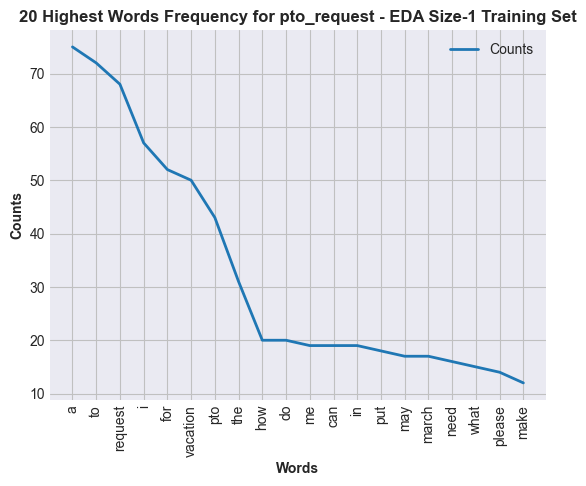 20 Highest Words Frequency for pto_request - EDA Size-1 Training Set
Counts
70
60
50
40
30
20
10
Counts
a
to
request
i
for
vacation
pto
the
how
do
me
can
in
put
may
march
need
what
please
make
Words